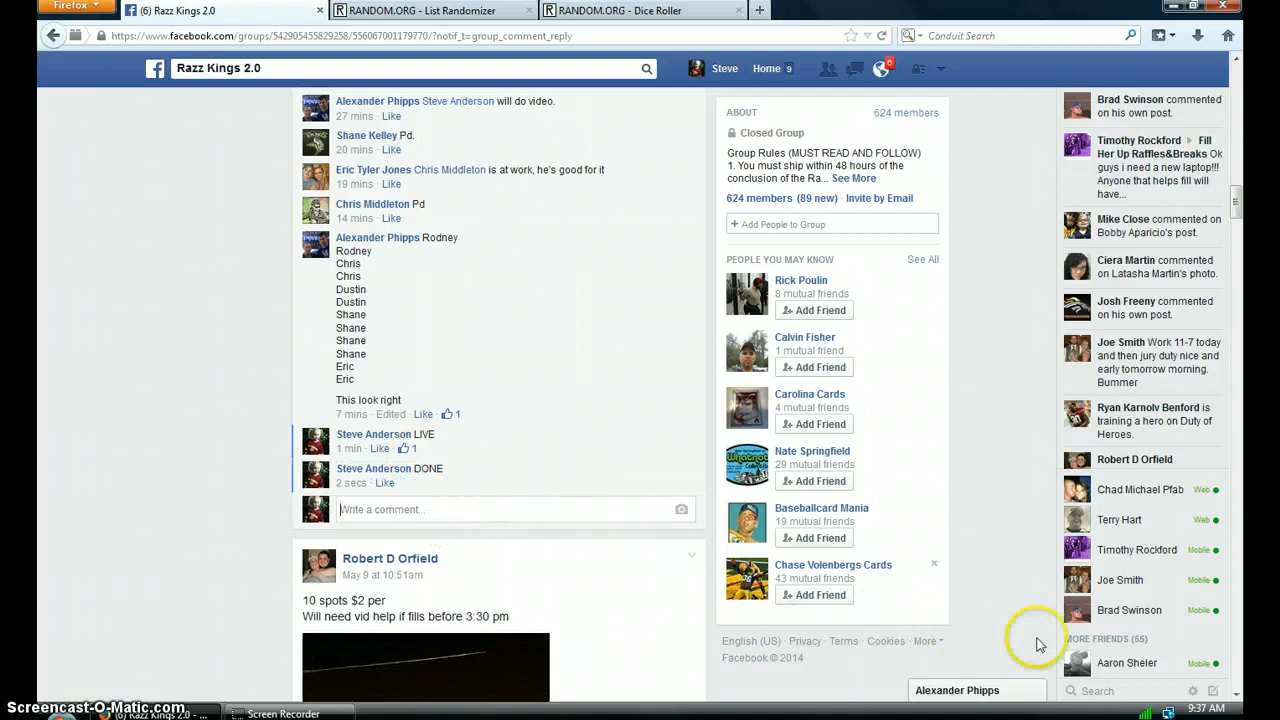 Firefox
(6) Razz Kings 2.0
RANDOM.ORG - List Randomizer
RANDOM.ORG - Dice Roller
https://www.facebook.com/groups/542905455829258/556067001179770/?notif_t=group_comment_reply
Conduit Search
Razz Kings 2.0
Steve
Home 9
6
Alexander Phipps Steve Anderson will do video.
27 mins · Like
Shane Kelley Pd.
20 mins · Like
Eric Tyler Jones Chris Middleton is at work, he's good for it
19 mins · Like
Chris Middleton Pd
14 mins · Like
Alexander Phipps Rodney
Rodney
Chris
Chris
Dustin
Dustin
Shane
Shane
Shane
Shane
Eric
Eric
This look right
7 mins · Edited · Like · 1
Steve Anderson LIVE
1 min · Like · 1
Steve Anderson DONE
2 secs · Like
Write a comment...
Robert D Orfield
May 9 at 10:51am
10 spots $2 per
Will need vid help if fills before 3:30 pm
ABOUT
624 members
Closed Group
Group Rules (MUST READ AND FOLLOW)
1. You must ship within 48 hours of the
conclusion of the Ra... See More
624 members (89 new) · Invite by Email
+ Add People to Group
PEOPLE YOU MAY KNOW
See All
Rick Poulin
8 mutual friends
Add Friend
Calvin Fisher
1 mutual friend
Add Friend
Carolina Cards
4 mutual friends
Add Friend
Nate Springfield
29 mutual friends
Add Friend
Baseballcard Mania
19 mutual friends
Add Friend
Chase Volenbergs Cards
43 mutual friends
Add Friend
English (US) · Privacy · Terms · Cookies · More
Facebook © 2014
Alexander Phipps
Brad Swinson commented
on his own post.
Timothy Rockford ▸ Fill
Her Up Raffles&Breaks Ok
guys i need a new laptop!!!
Anyone that helps fill will
have...
Mike Close commented on
Bobby Aparicio's post.
Ciera Martin commented
on Latasha Martin's photo.
Josh Freeny commented
on his own post.
Joe Smith Work 11-7 today
and then jury duty nice and
early tomorrow morning.
Bummer
Ryan Karnolv Benford is
training a hero on Duty of
Heroes.
Robert D Orfield
Chad Michael Pfab Web
Terry Hart Web
Timothy Rockford Mobile
Joe Smith Mobile
Brad Swinson Mobile
MORE FRIENDS (55)
Aaron Sheler Mobile
Search
Screencast-O-Matic.com
(6) Razz Kings 2.0 - ...
Screen Recorder
9:37 AM